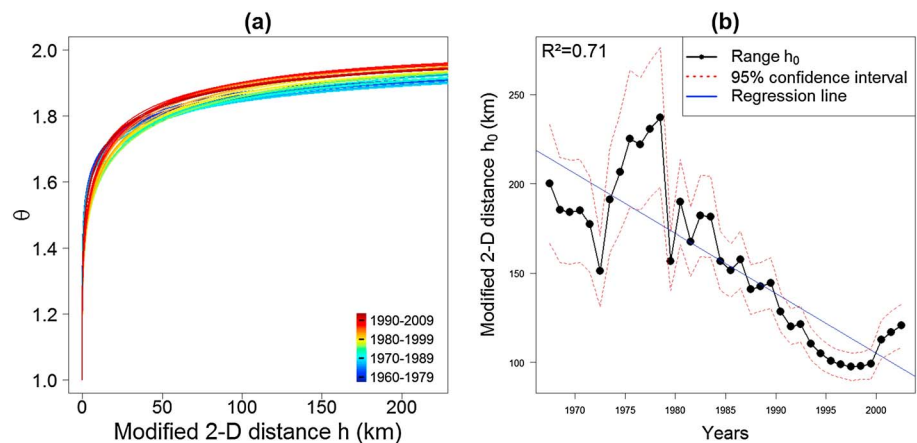 (a)
θ
2.0
1.8
1.6
1.4
1.2
1.0
1990-2009
1980-1999
1970-1989
1960-1979
0
50
100
150
200
Modified 2-D distance h (km)
(b)
R²=0.71
Range h₀
95% confidence interval
Regression line
Modified 2-D distance h₀ (km)
250
200
150
100
1970
1975
1980
1985
1990
1995
2000
Years